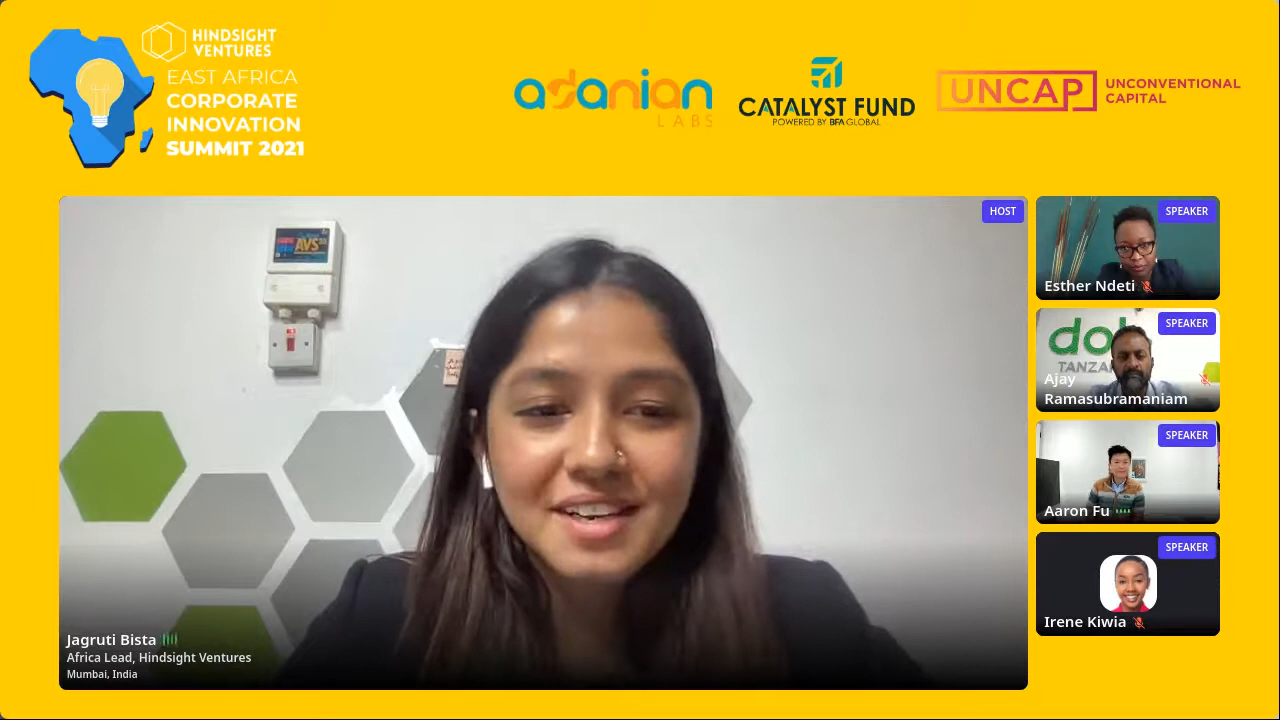 HINDSIGHT
VENTURES
EAST AFRICA
CORPORATE
INNOVATION
SUMMIT 2021
adanian
LABS
CATALYST FUND
POWERED BY BFA GLOBAL
UNCAP
UNCONVENTIONAL
CAPITAL
HOST
AVS
Jagruti Bista
Africa Lead, Hindsight Ventures
Mumbai, India
SPEAKER
Esther Ndeti
SPEAKER
Ajay
Ramasubramaniam
SPEAKER
Aaron Fu
SPEAKER
Irene Kiwia